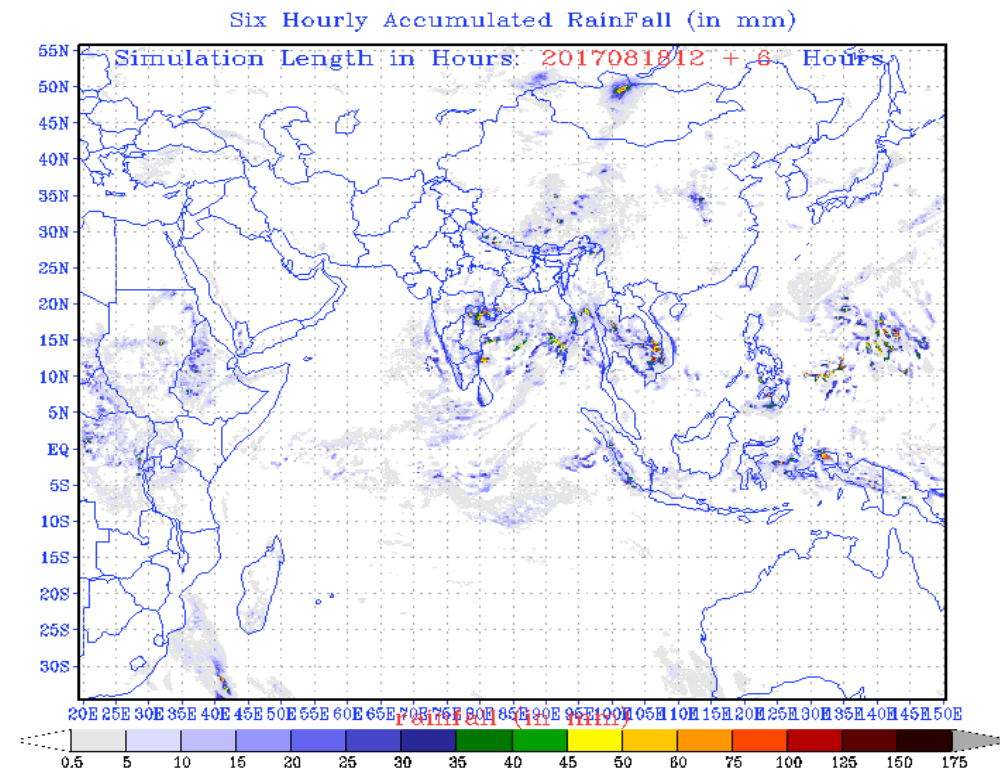 Six Hourly Accumulated RainFall (in mm)
Simulation Length in Hours: 2017081812 + 6 Hours
55N
50N
45N
40N
35N
30N
25N
20N
15N
10N
5N
EQ
5S
10S
15S
20S
25S
30S
20E 25E 30E 35E 40E 45E 50E 55E 60E 65E 70E 75E 80E 85E 90E 95E 100E 105E 110E 115E 120E 125E 130E 135E 140E 145E 150E
rainfall (in mm)
0.5 5 10 15 20 25 30 35 40 45 50 60 75 100 125 150 175